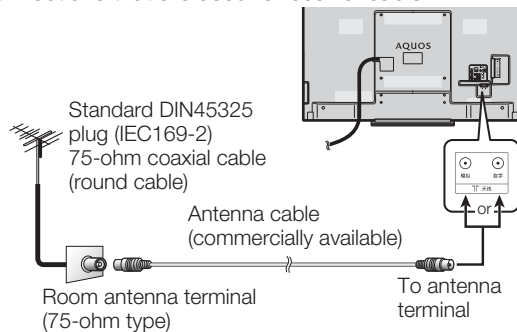 AQUOS
Standard DIN45325
plug (IEC169-2)
75-ohm coaxial cable
(round cable)
模拟 数字
天线
or
Antenna cable
(commercially available)
Room antenna terminal
(75-ohm type)
To antenna
terminal